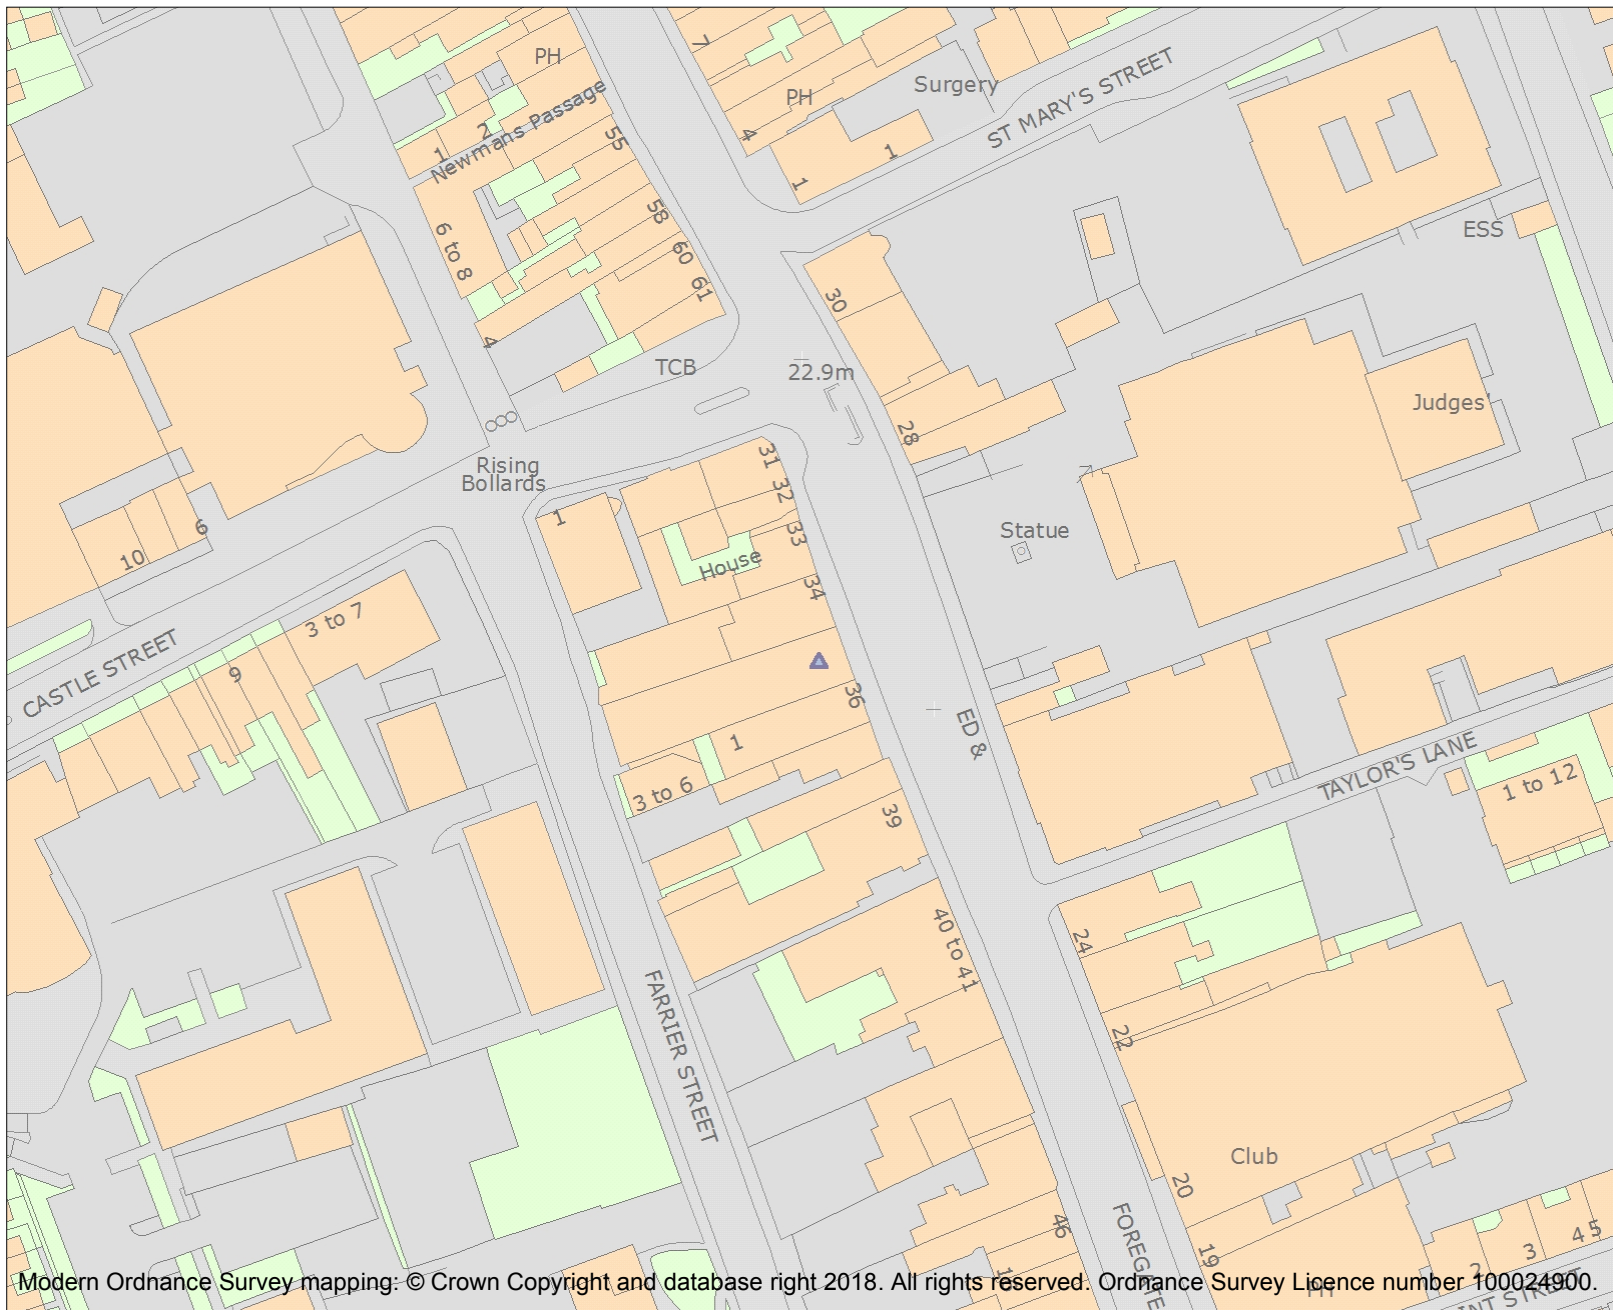 7
PH
PH
Surgery
ST MARY'S STREET
Newmans Passage
2
1
55
4
1
1
58
60
61
6 to 8
ESS
30
4
TCB
22.9m
Judges'
28
31
Rising
Bollards
32
1
33
6
10
House
Statue
34
3 to 7
CASTLE STREET
9
36
ED &
1
TAYLOR'S LANE
1 to 12
3 to 6
39
24
40 to 41
22
FARRIER STREET
Club
20
46
FOREGATE
19
PH
2
3
4
5
Modern Ordnance Survey mapping: © Crown Copyright and database right 2018. All rights reserved. Ordnance Survey Licence number 100024900.